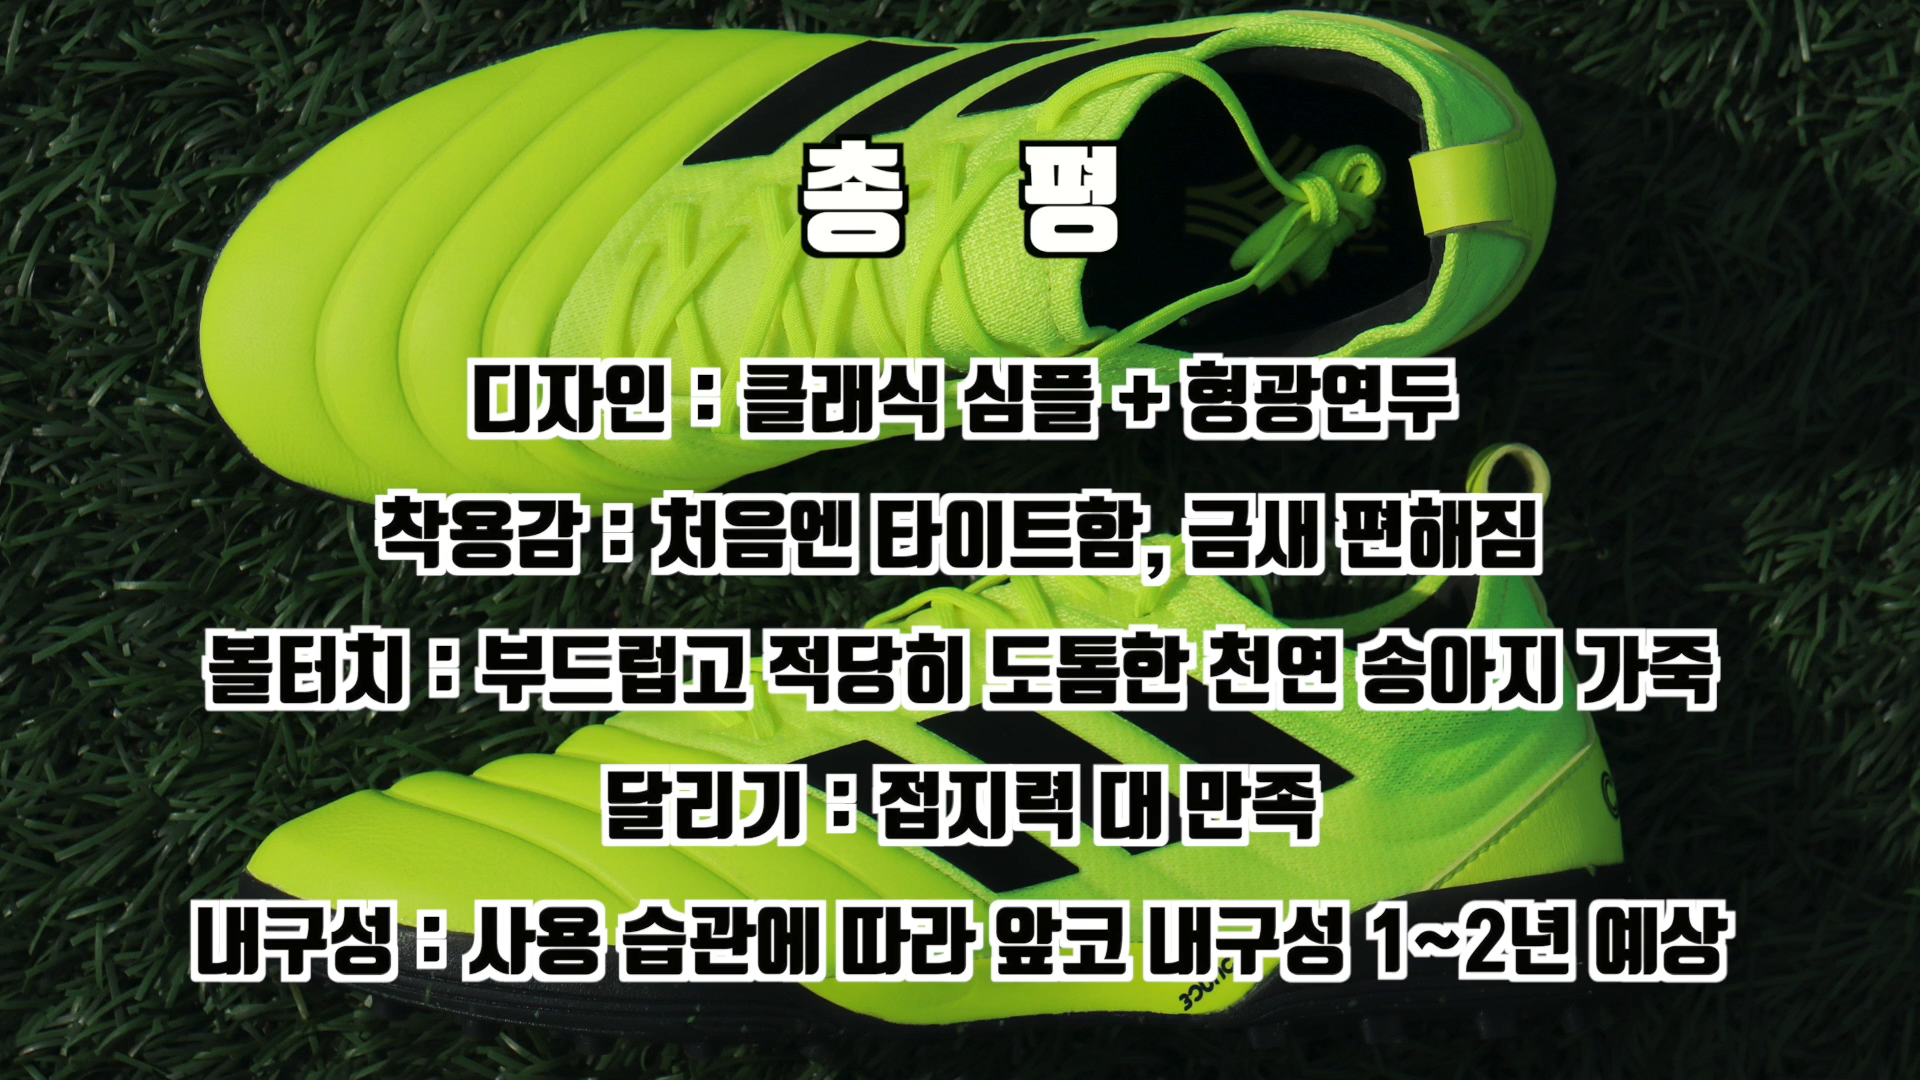 총 평
디자인 : 클래식 심플 + 형광연두
착용감 : 처음엔 타이트함, 금새 편해짐
볼터치 : 부드럽고 적당히 도톰한 천연 송아지 가죽
달리기 : 접지력 대 만족
내구성 : 사용 습관에 따라 앞코 내구성 1~2년 예상
BOUNCE